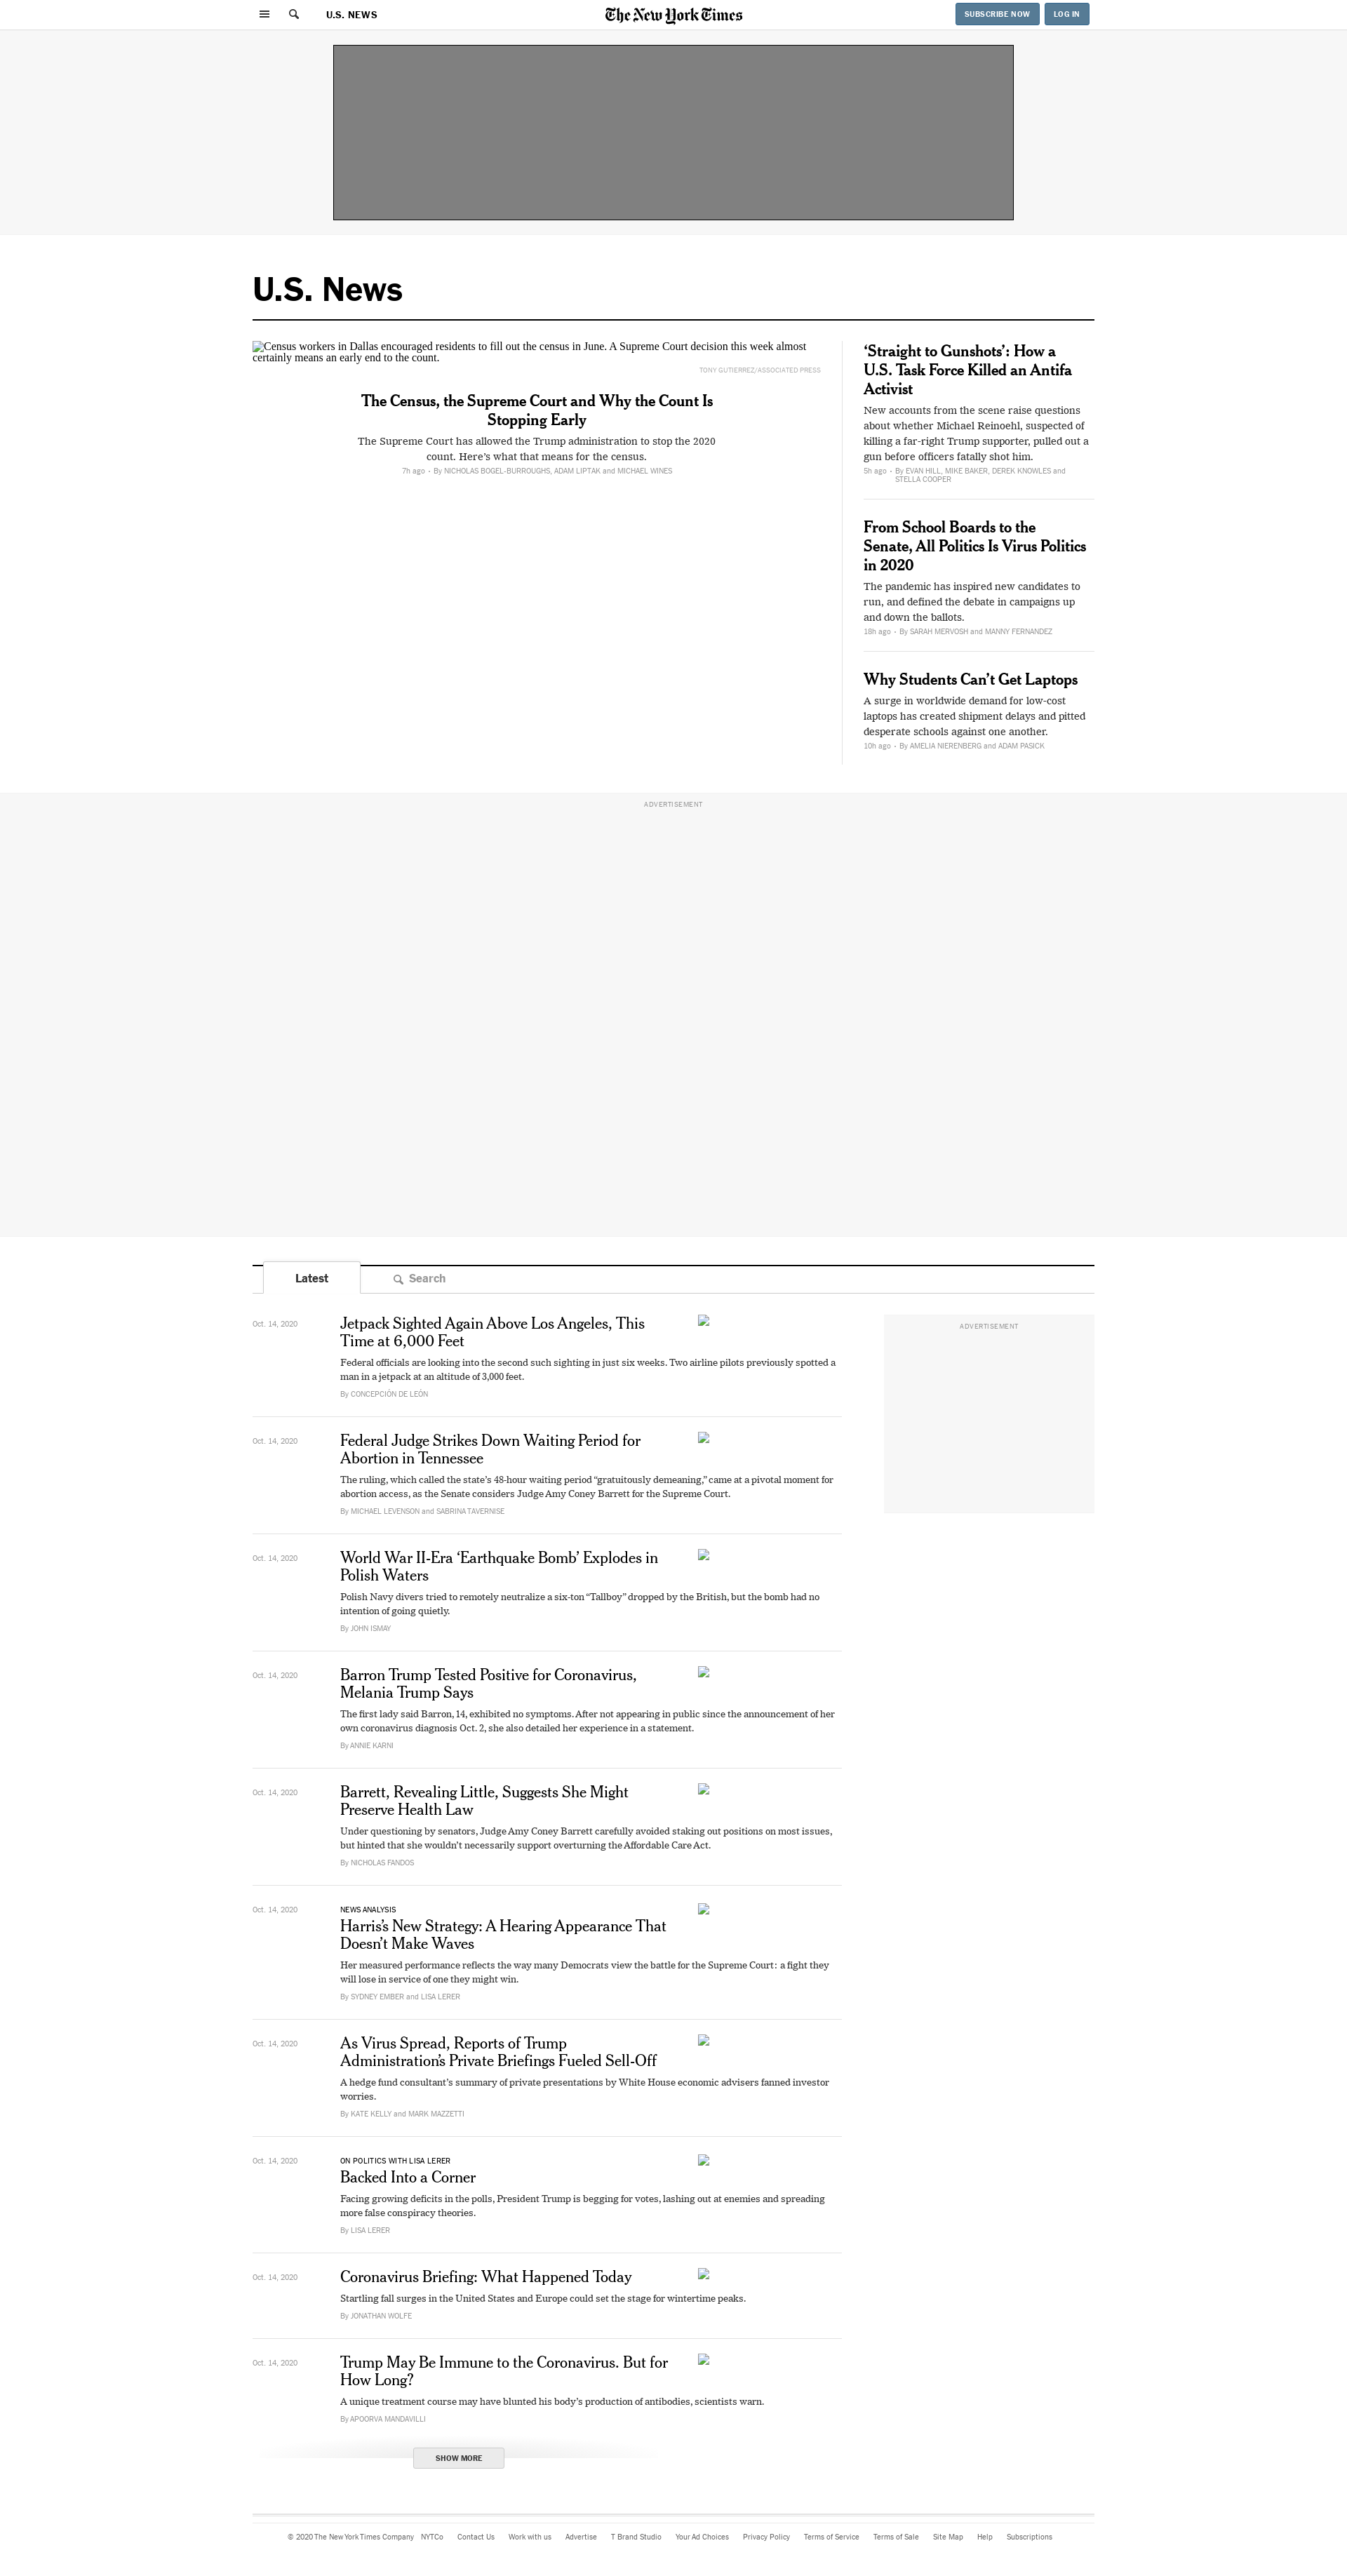 U.S. NEWS
The New York Times
SUBSCRIBE NOW
LOG IN
U.S. News
Census workers in Dallas encouraged residents to fill out the census in June. A Supreme Court decision this week almost
certainly means an early end to the count.
TONY GUTIERREZ/ASSOCIATED PRESS
The Census, the Supreme Court and Why the Count Is
Stopping Early
The Supreme Court has allowed the Trump administration to stop the 2020
count. Here’s what that means for the census.
7h ago • By NICHOLAS BOGEL-BURROUGHS, ADAM LIPTAK and MICHAEL WINES
‘Straight to Gunshots’: How a
U.S. Task Force Killed an Antifa
Activist
New accounts from the scene raise questions
about whether Michael Reinoehl, suspected of
killing a far-right Trump supporter, pulled out a
gun before officers fatally shot him.
5h ago • By EVAN HILL, MIKE BAKER, DEREK KNOWLES and
STELLA COOPER
From School Boards to the
Senate, All Politics Is Virus Politics
in 2020
The pandemic has inspired new candidates to
run, and defined the debate in campaigns up
and down the ballots.
18h ago • By SARAH MERVOSH and MANNY FERNANDEZ
Why Students Can’t Get Laptops
A surge in worldwide demand for low-cost
laptops has created shipment delays and pitted
desperate schools against one another.
10h ago • By AMELIA NIERENBERG and ADAM PASICK
ADVERTISEMENT
Latest
Search
ADVERTISEMENT
Oct. 14, 2020
Jetpack Sighted Again Above Los Angeles, This
Time at 6,000 Feet
Federal officials are looking into the second such sighting in just six weeks. Two airline pilots previously spotted a
man in a jetpack at an altitude of 3,000 feet.
By CONCEPCIÓN DE LEÓN
Oct. 14, 2020
Federal Judge Strikes Down Waiting Period for
Abortion in Tennessee
The ruling, which called the state’s 48-hour waiting period “gratuitously demeaning,” came at a pivotal moment for
abortion access, as the Senate considers Judge Amy Coney Barrett for the Supreme Court.
By MICHAEL LEVENSON and SABRINA TAVERNISE
Oct. 14, 2020
World War II-Era ‘Earthquake Bomb’ Explodes in
Polish Waters
Polish Navy divers tried to remotely neutralize a six-ton “Tallboy” dropped by the British, but the bomb had no
intention of going quietly.
By JOHN ISMAY
Oct. 14, 2020
Barron Trump Tested Positive for Coronavirus,
Melania Trump Says
The first lady said Barron, 14, exhibited no symptoms. After not appearing in public since the announcement of her
own coronavirus diagnosis Oct. 2, she also detailed her experience in a statement.
By ANNIE KARNI
Oct. 14, 2020
Barrett, Revealing Little, Suggests She Might
Preserve Health Law
Under questioning by senators, Judge Amy Coney Barrett carefully avoided staking out positions on most issues,
but hinted that she wouldn’t necessarily support overturning the Affordable Care Act.
By NICHOLAS FANDOS
Oct. 14, 2020
NEWS ANALYSIS
Harris’s New Strategy: A Hearing Appearance That
Doesn’t Make Waves
Her measured performance reflects the way many Democrats view the battle for the Supreme Court: a fight they
will lose in service of one they might win.
By SYDNEY EMBER and LISA LERER
Oct. 14, 2020
As Virus Spread, Reports of Trump
Administration’s Private Briefings Fueled Sell-Off
A hedge fund consultant’s summary of private presentations by White House economic advisers fanned investor
worries.
By KATE KELLY and MARK MAZZETTI
Oct. 14, 2020
ON POLITICS WITH LISA LERER
Backed Into a Corner
Facing growing deficits in the polls, President Trump is begging for votes, lashing out at enemies and spreading
more false conspiracy theories.
By LISA LERER
Oct. 14, 2020
Coronavirus Briefing: What Happened Today
Startling fall surges in the United States and Europe could set the stage for wintertime peaks.
By JONATHAN WOLFE
Oct. 14, 2020
Trump May Be Immune to the Coronavirus. But for
How Long?
A unique treatment course may have blunted his body’s production of antibodies, scientists warn.
By APOORVA MANDAVILLI
SHOW MORE
© 2020 The New York Times Company NYTCo Contact Us Work with us Advertise T Brand Studio Your Ad Choices Privacy Policy Terms of Service Terms of Sale Site Map Help Subscriptions